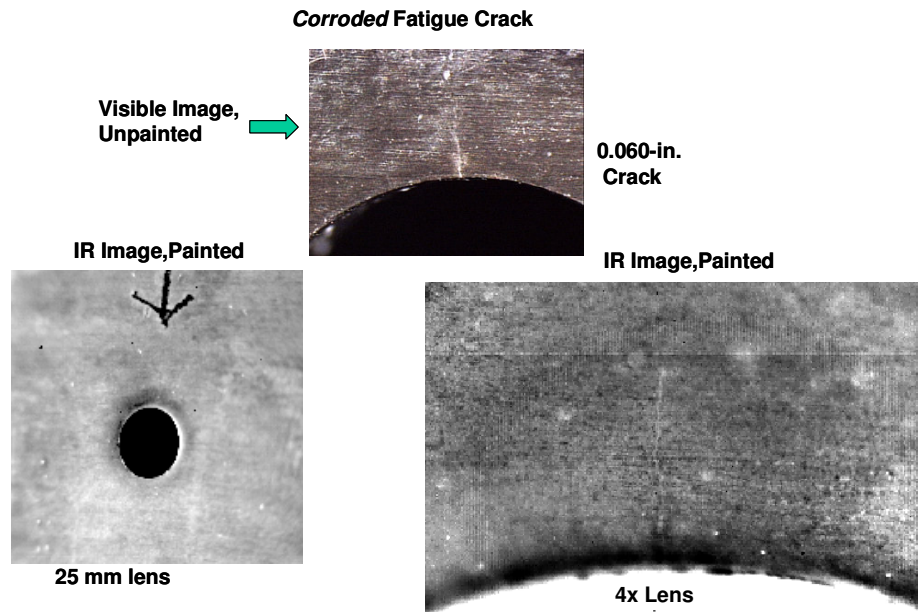 Corroded Fatigue Crack
Visible Image,
Unpainted
0.060-in.
Crack
IR Image,Painted
IR Image,Painted
25 mm lens
4x Lens